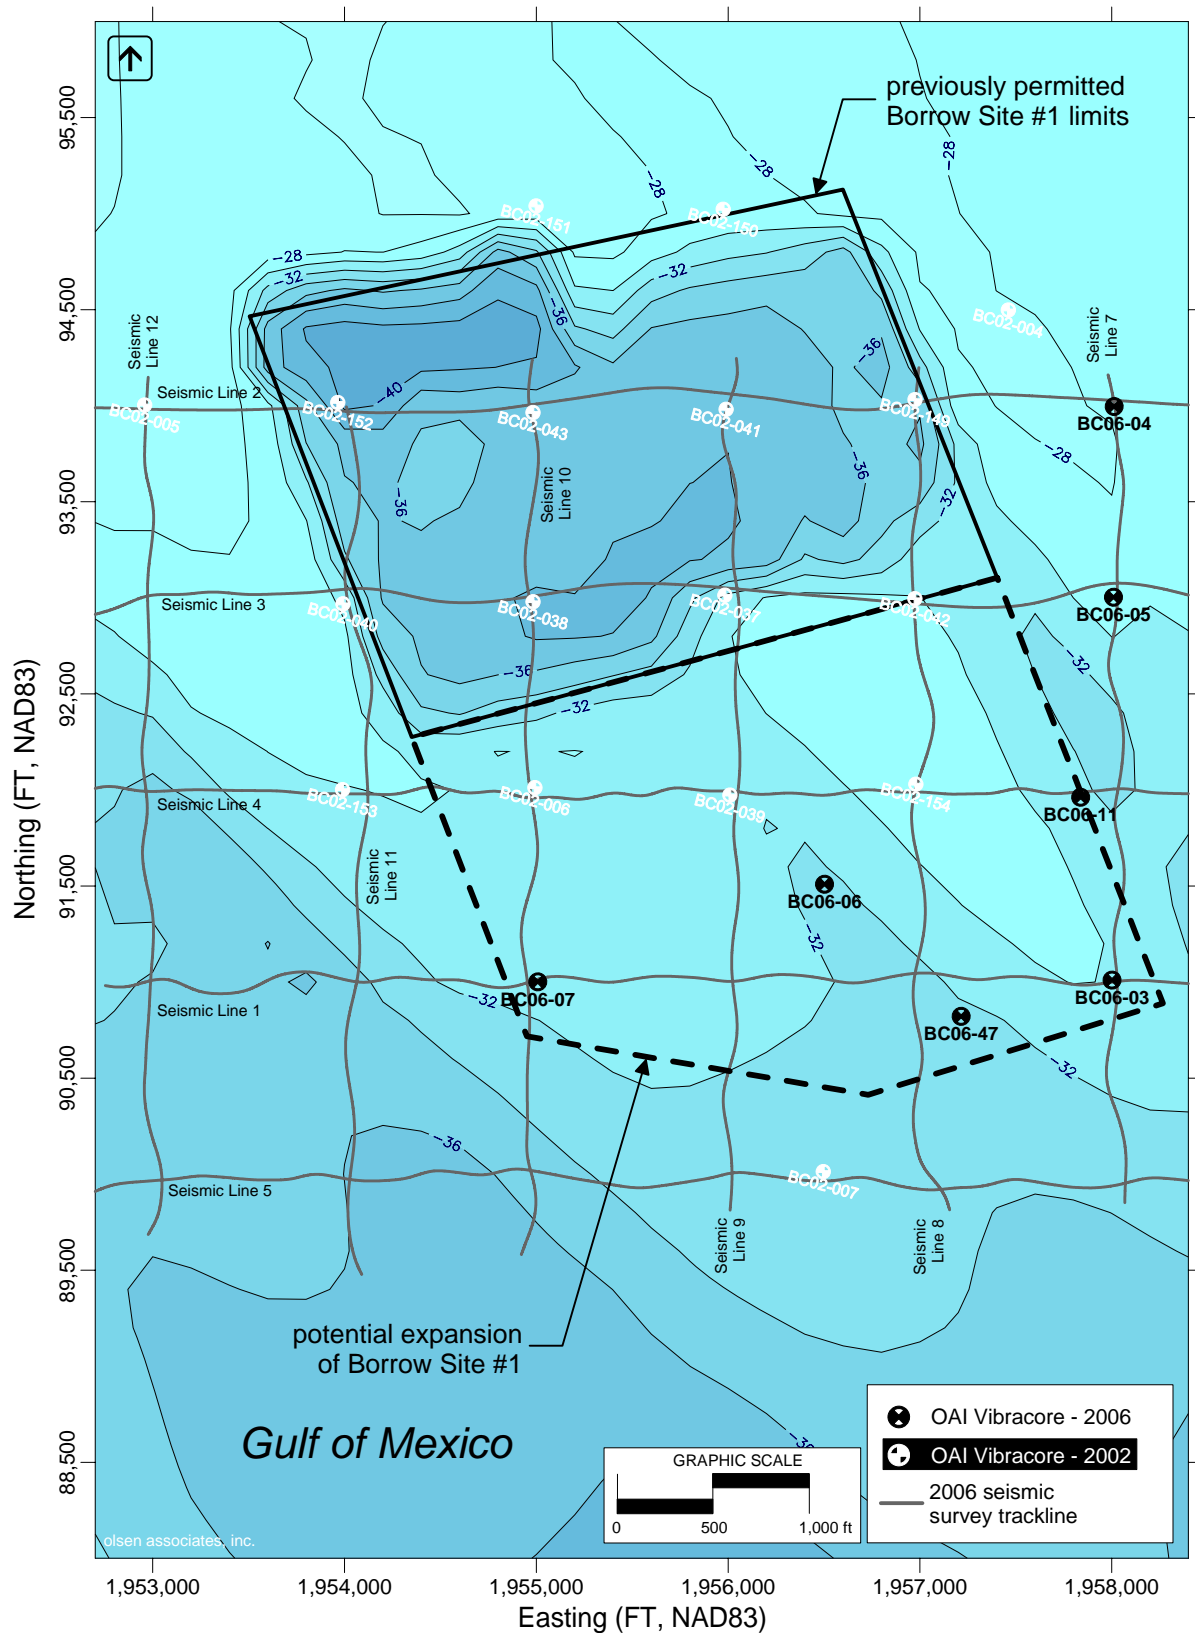 previously permitted
Borrow Site #1 limits
95,500
94,500
93,500
92,500
91,500
90,500
89,500
88,500
Northing (FT, NAD83)
-28
-28
-28
-28
-28
-32
-32
-32
-32
-32
-32
-32
-32
-36
-36
-36
-36
-36
-36
-40
BC02-151
BC02-150
BC02-004
BC02-005
BC02-152
BC02-043
BC02-041
BC02-149
BC06-04
BC02-040
BC02-038
BC02-037
BC02-042
BC06-05
BC02-153
BC02-006
BC02-039
BC02-154
BC06-11
BC06-06
BC06-07
BC06-03
BC06-47
BC02-007
Seismic
Line 12
Seismic
Line 7
Seismic Line 2
Seismic
Line 10
Seismic Line 3
Seismic Line 4
Seismic
Line 11
Seismic Line 1
Seismic Line 5
Seismic
Line 9
Seismic
Line 8
potential expansion
of Borrow Site #1
Gulf of Mexico
GRAPHIC SCALE
0
500
1,000 ft
OAI Vibracore - 2006
OAI Vibracore - 2002
2006 seismic
survey trackline
olsen associates, inc.
1,953,000
1,954,000
1,955,000
1,956,000
1,957,000
1,958,000
Easting (FT, NAD83)